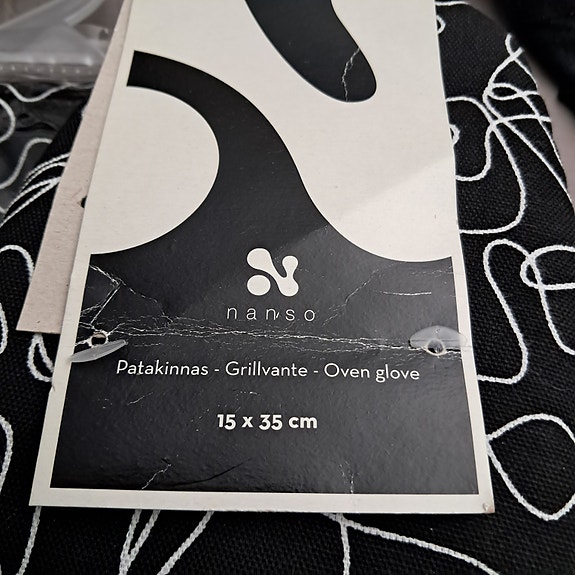 nanso
Patakinnas - Grillvante - Oven glove
15 x 35 cm